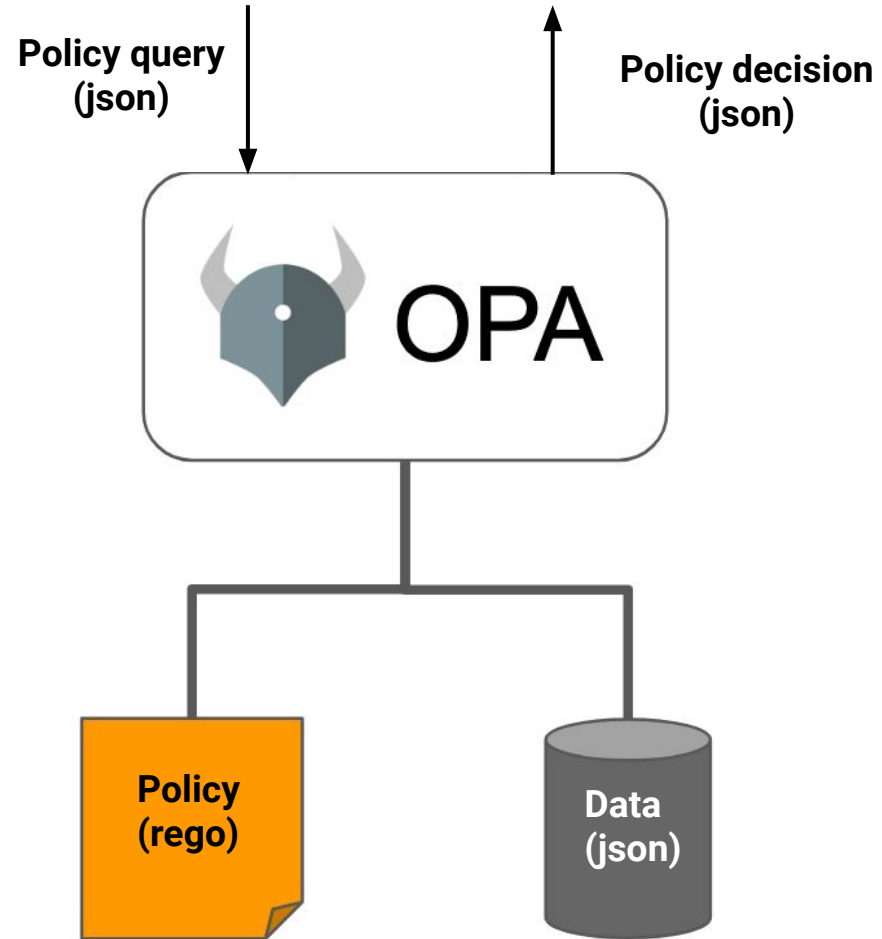 Policy query
(json)
Policy decision
(json)
OPA
Policy
(rego)
Data
(json)